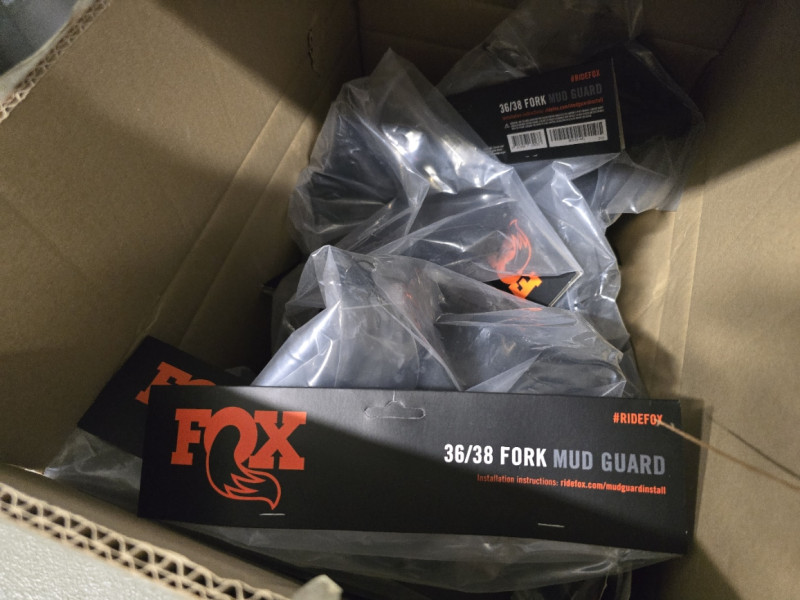 #RIDEFOX
36/38 FORK MUD GUARD
FOX
#RIDEFOX
36/38 FORK MUD GUARD
Installation instructions: ridefox.com/mudguardinstall